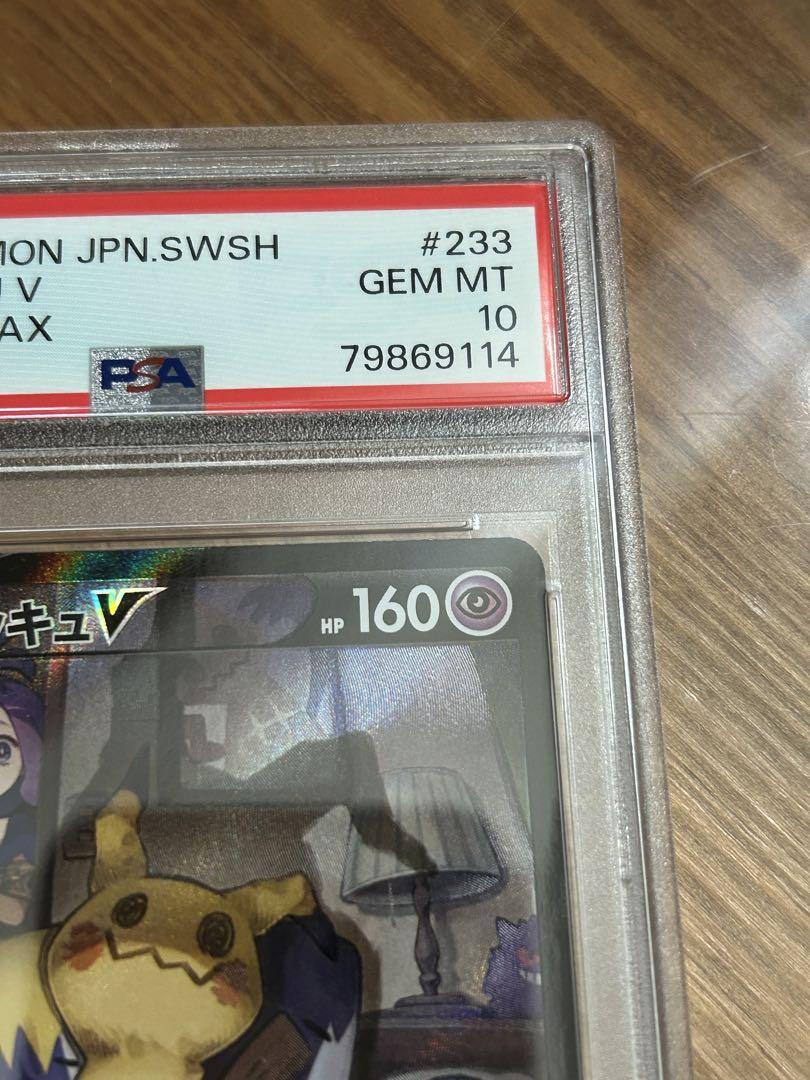 MON JPN.SWSH #233
V GEM MT
AX 10
PSA 79869114
キュV HP 160